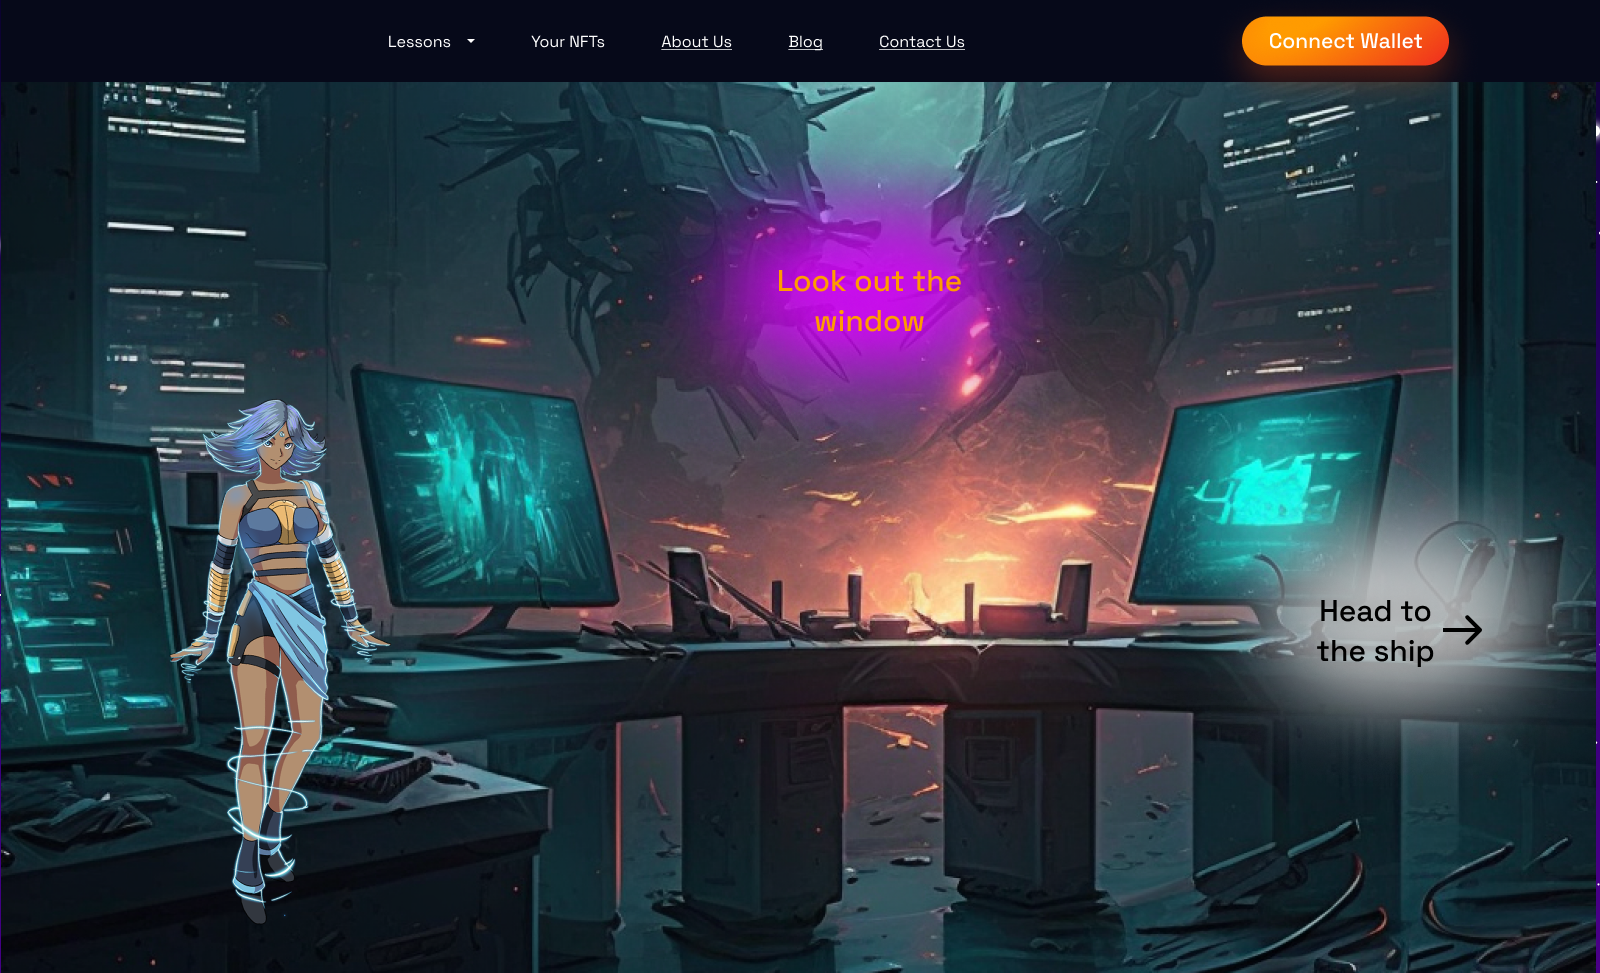 Lessons Your NFTs About Us Blog Contact Us Connect Wallet
Look out the
window
Head to
the ship